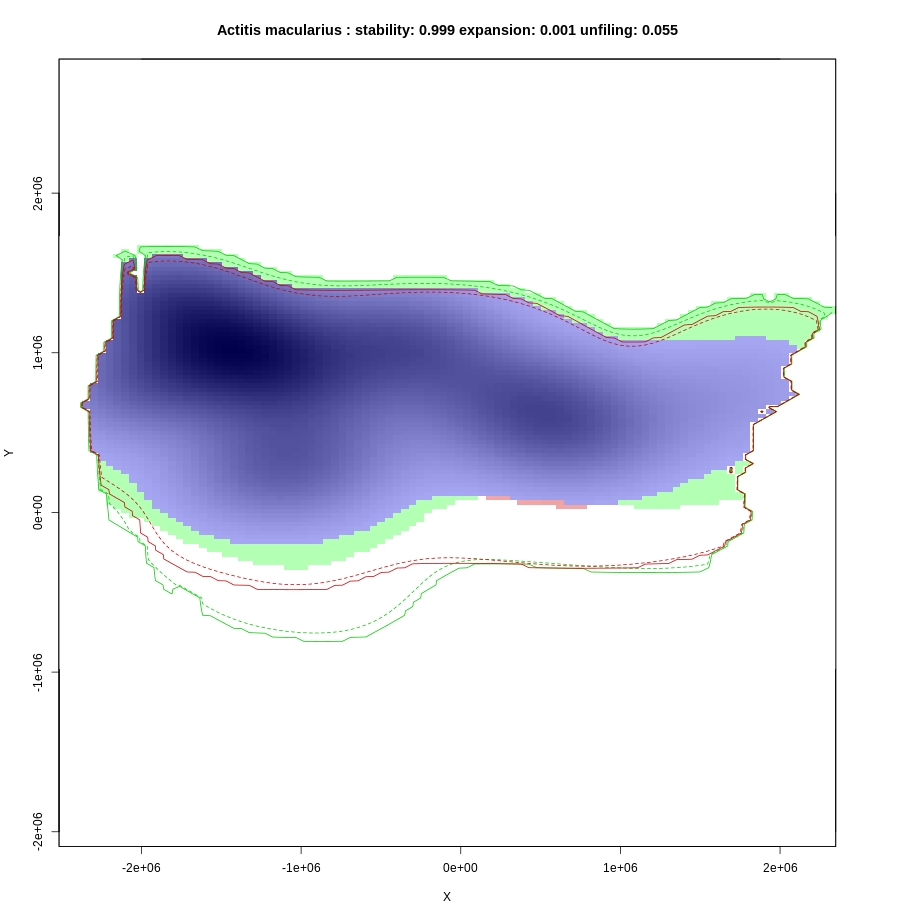 Actitis macularius : stability: 0.999 expansion: 0.001 unfiling: 0.055
2e+06
1e+06
0e+00
-1e+06
-2e+06
Y
-2e+06 -1e+06 0e+00 1e+06 2e+06
X